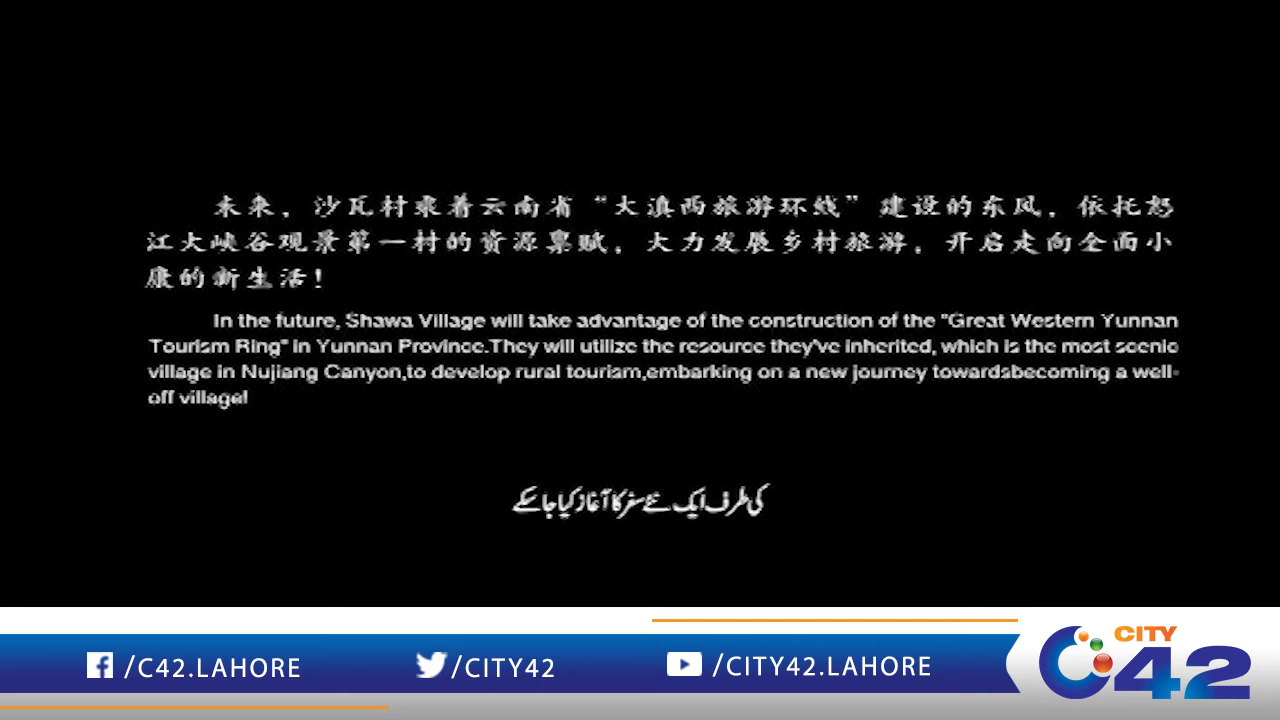 未来，沙瓦村乘着云南省“大滇西旅游环线”建设的东风，依托怒
江大峡谷观景第一村的资源禀赋，大力发展乡村旅游，开启走向全面小
康的新生活！
In the future, Shawa Village will take advantage of the construction of the "Great Western Yunnan
Tourism Ring" in Yunnan Province.They will utilize the resource they've inherited, which is the most scenic
village in Nujiang Canyon,to develop rural tourism,embarking on a new journey towardsbecoming a well-
off village!
کی طرف ایک نئے سفر کا آغاز کیا جا سکے
/C42.LAHORE
/CITY42
/CITY42.LAHORE
CITY
42